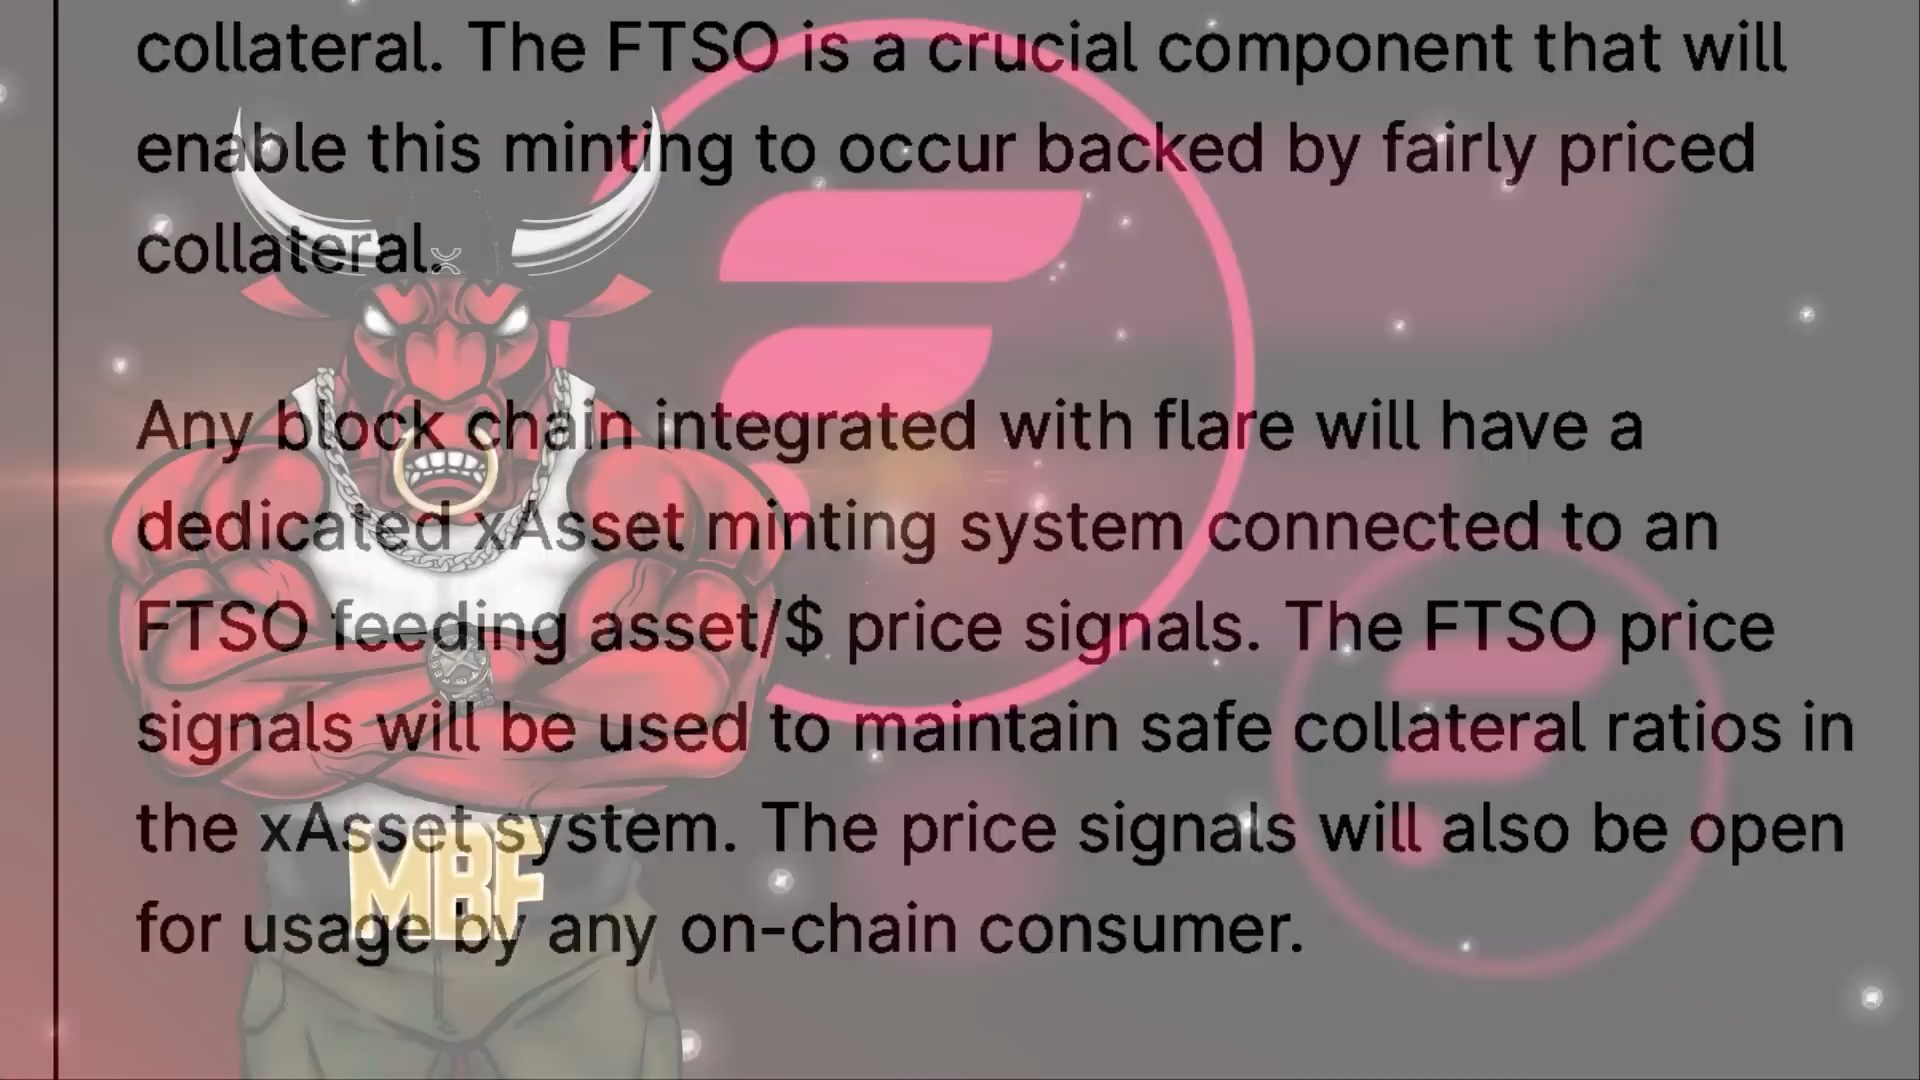 collateral. The FTSO is a crucial component that will
enable this minting to occur backed by fairly priced
collateral.
Any block chain integrated with flare will have a
dedicated xAsset minting system connected to an
FTSO feeding asset/$ price signals. The FTSO price
signals will be used to maintain safe collateral ratios in
the xAsset system. The price signals will also be open
for usage by any on-chain consumer.
MBF